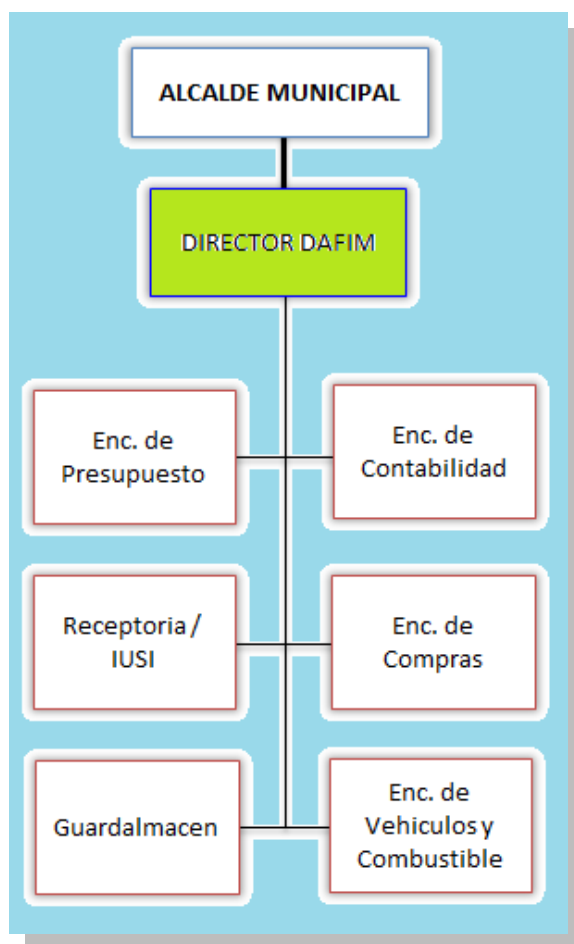 ALCALDE MUNICIPAL
DIRECTOR DAFIM
Enc. de
Presupuesto
Enc. de
Contabilidad
Receptoria /
IUSI
Enc. de
Compras
Guardalmacen
Enc. de
Vehiculos y
Combustible